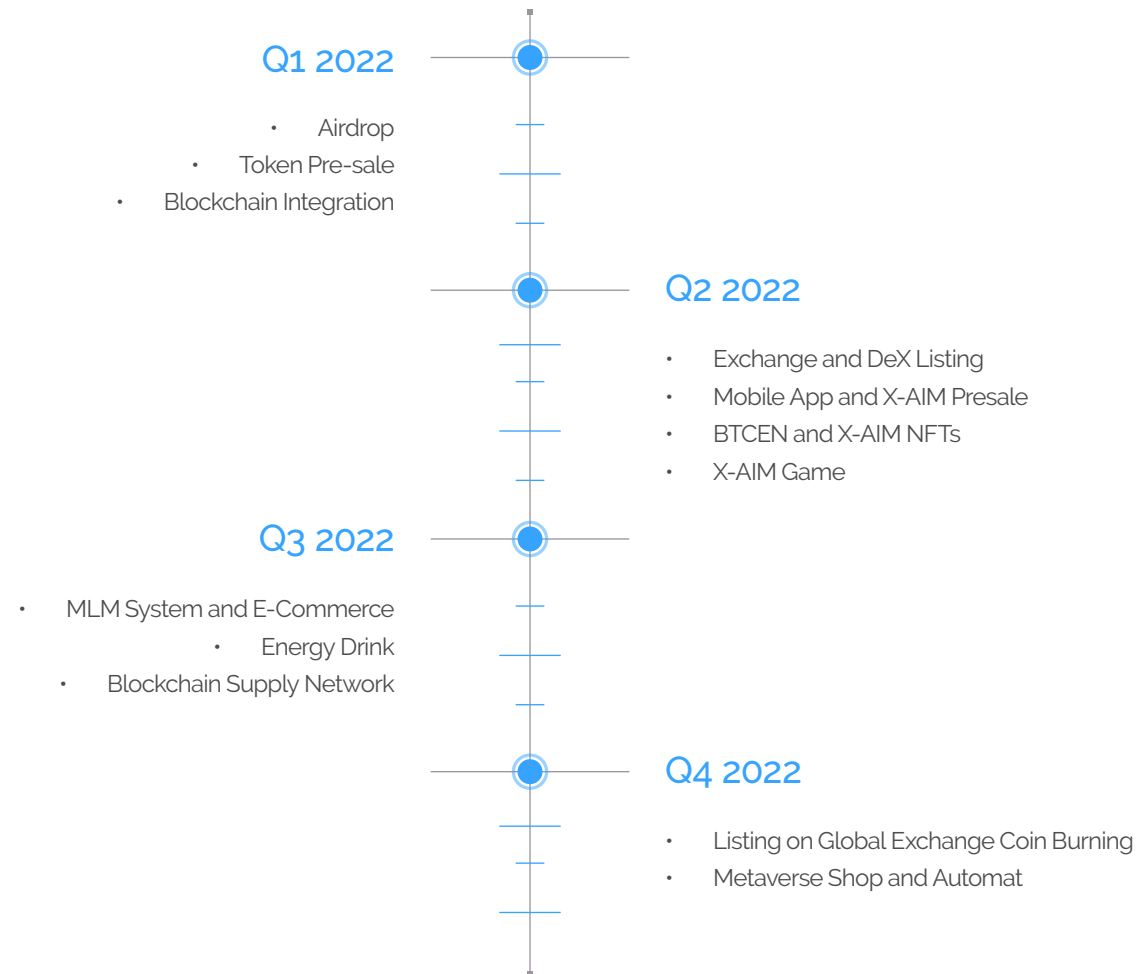 Q1 2022
• Airdrop
• Token Pre-sale
• Blockchain Integration
Q2 2022
• Exchange and DeX Listing
• Mobile App and X-AIM Presale
• BTCEN and X-AIM NFTs
• X-AIM Game
Q3 2022
• MLM System and E-Commerce
• Energy Drink
• Blockchain Supply Network
Q4 2022
• Listing on Global Exchange Coin Burning
• Metaverse Shop and Automat